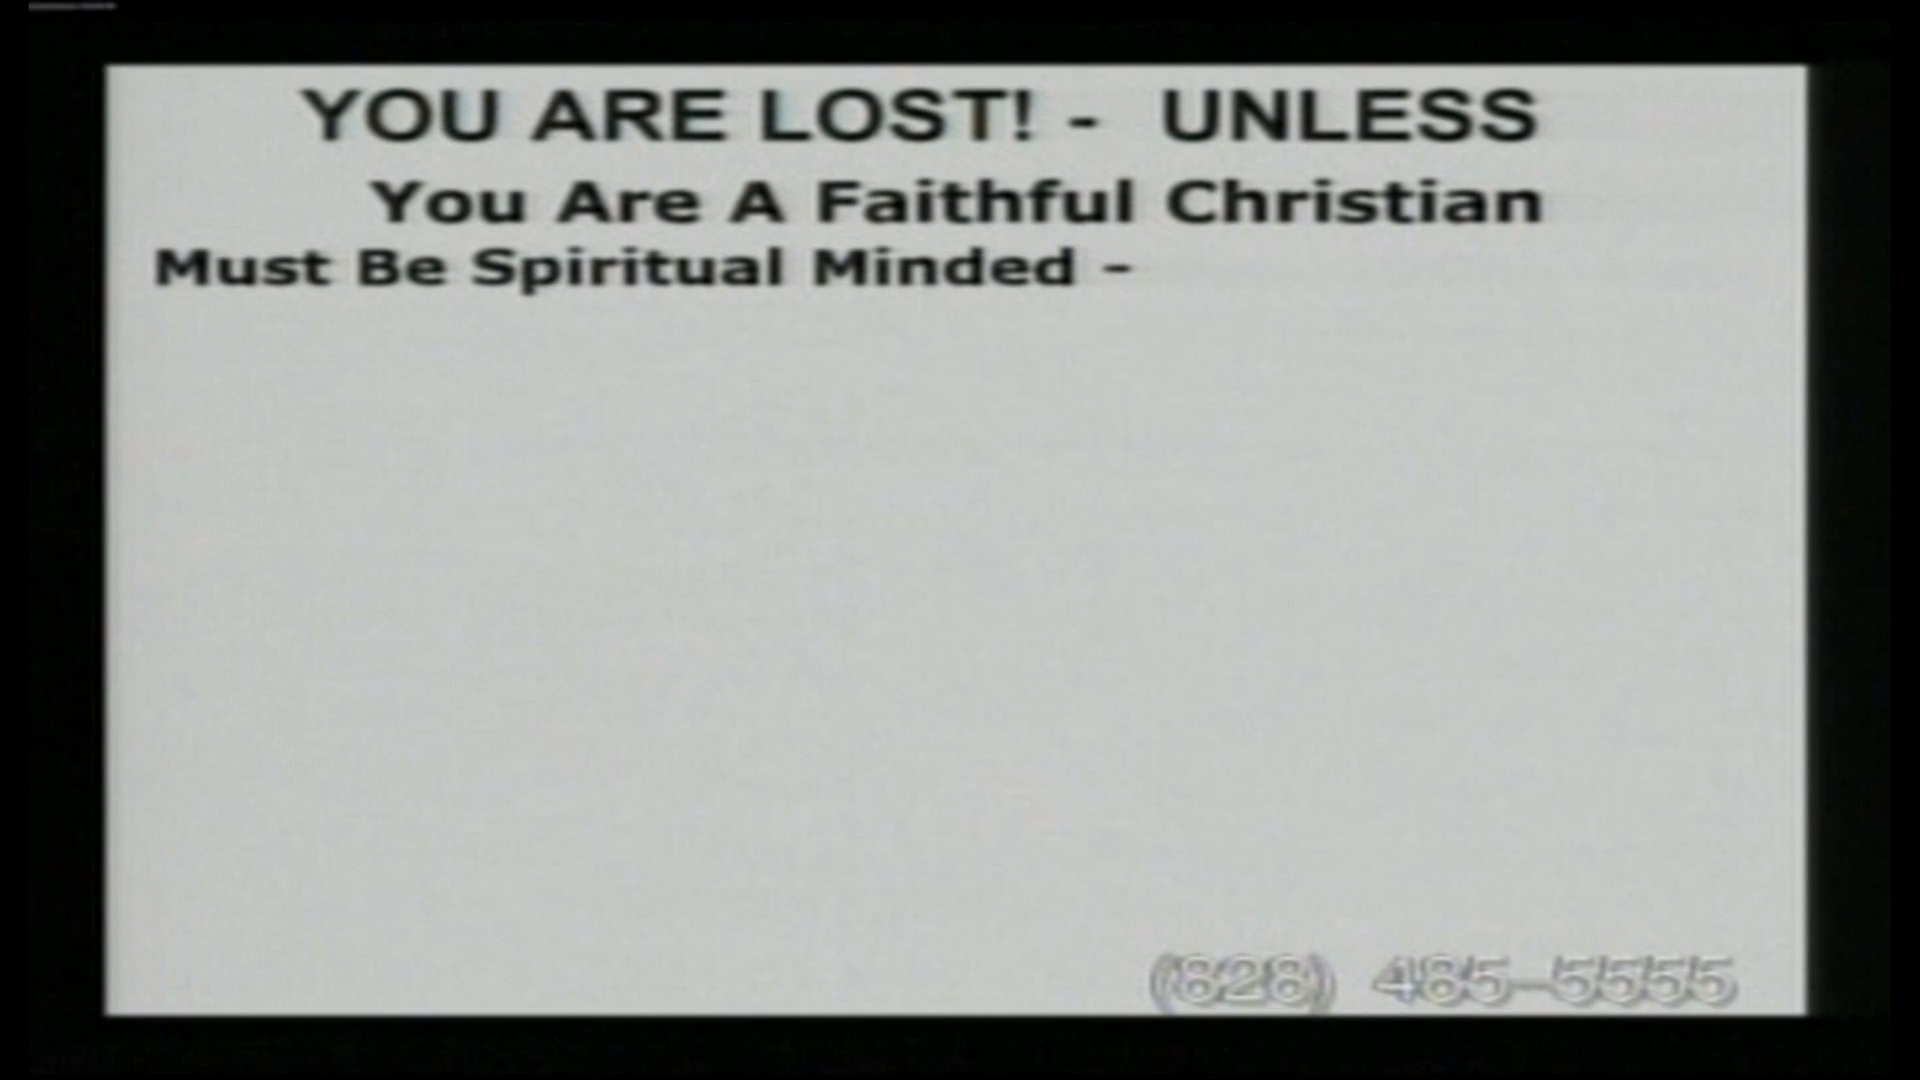 YOU ARE LOST! - UNLESS
You Are A Faithful Christian
Must Be Spiritual Minded -
(828) 485-5555